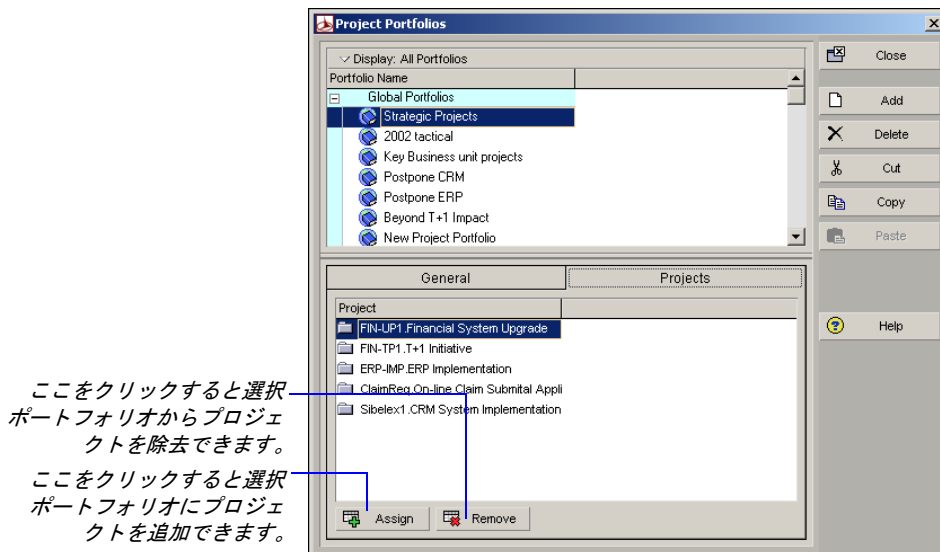 Project Portfolios
Display: All Portfolios
Portfolio Name
Global Portfolios
Strategic Projects
2002 tactical
Key Business unit projects
Postpone CRM
Postpone ERP
Beyond T+1 Impact
New Project Portfolio
Close
Add
Delete
Cut
Copy
Paste
Help
General
Projects
Project
FIN-UP1.Financial System Upgrade
FIN-TP1.T+1 Initiative
ERP-IMP.ERP Implementation
ClaimReq.On-line Claim Submital Appli
Sibelex1.CRM System Implementation
Assign
Remove
ここをクリックすると選択
ポートフォリオからプロジェ
クトを除去できます。
ここをクリックすると選択
ポートフォリオにプロジェ
クトを追加できます。